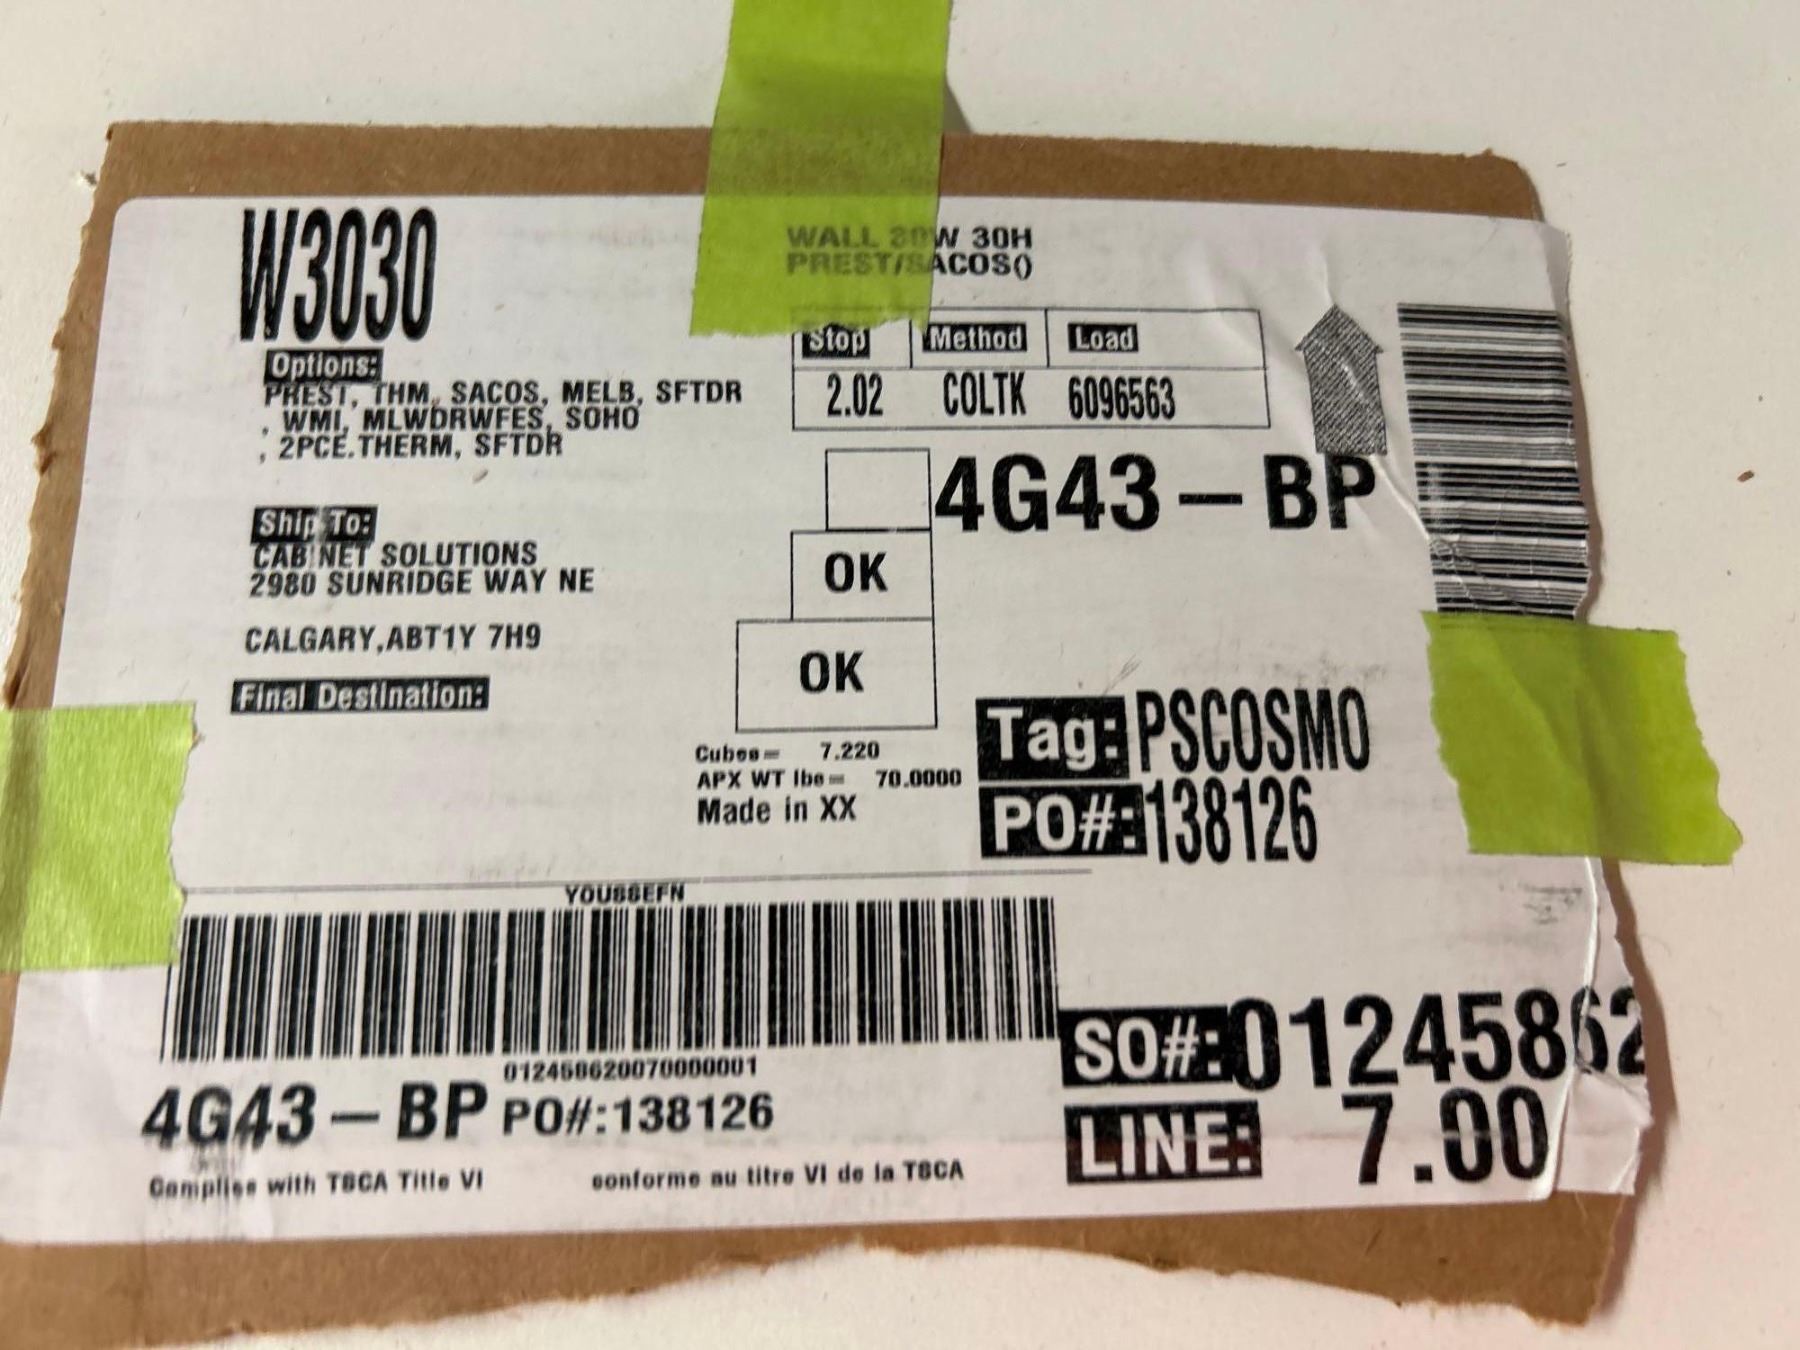 W3030
WALL 30W 30H
PREST/SACOS()
Options:
PREST, THM, SACOS, MELB, SFTDR
, WMI, MLWDRWFES, SOHO
, 2PCE.THERM, SFTDR
Stop Method Load
2.02 COLTK 6096563
4G43-BP
Ship To:
CABINET SOLUTIONS
2980 SUNRIDGE WAY NE
CALGARY,ABT1Y 7H9
Final Destination:
OK
OK
Cubes= 7.220
APX WT lbs= 70.0000
Made in XX
Tag: PSCOSMO
PO#: 138126
YOUSSEFN
012458620070000001
4G43-BP PO#:138126
SO#: 01245862
LINE: 7.00
Complies with TSCA Title VI conforme au titre VI de la TSCA